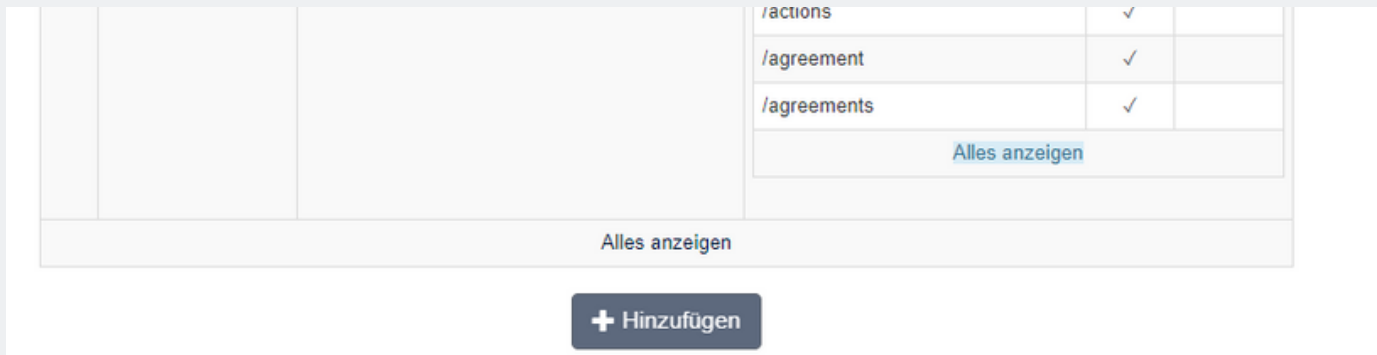 /actions ✓
/agreement ✓
/agreements ✓
Alles anzeigen
Alles anzeigen
+ Hinzufügen